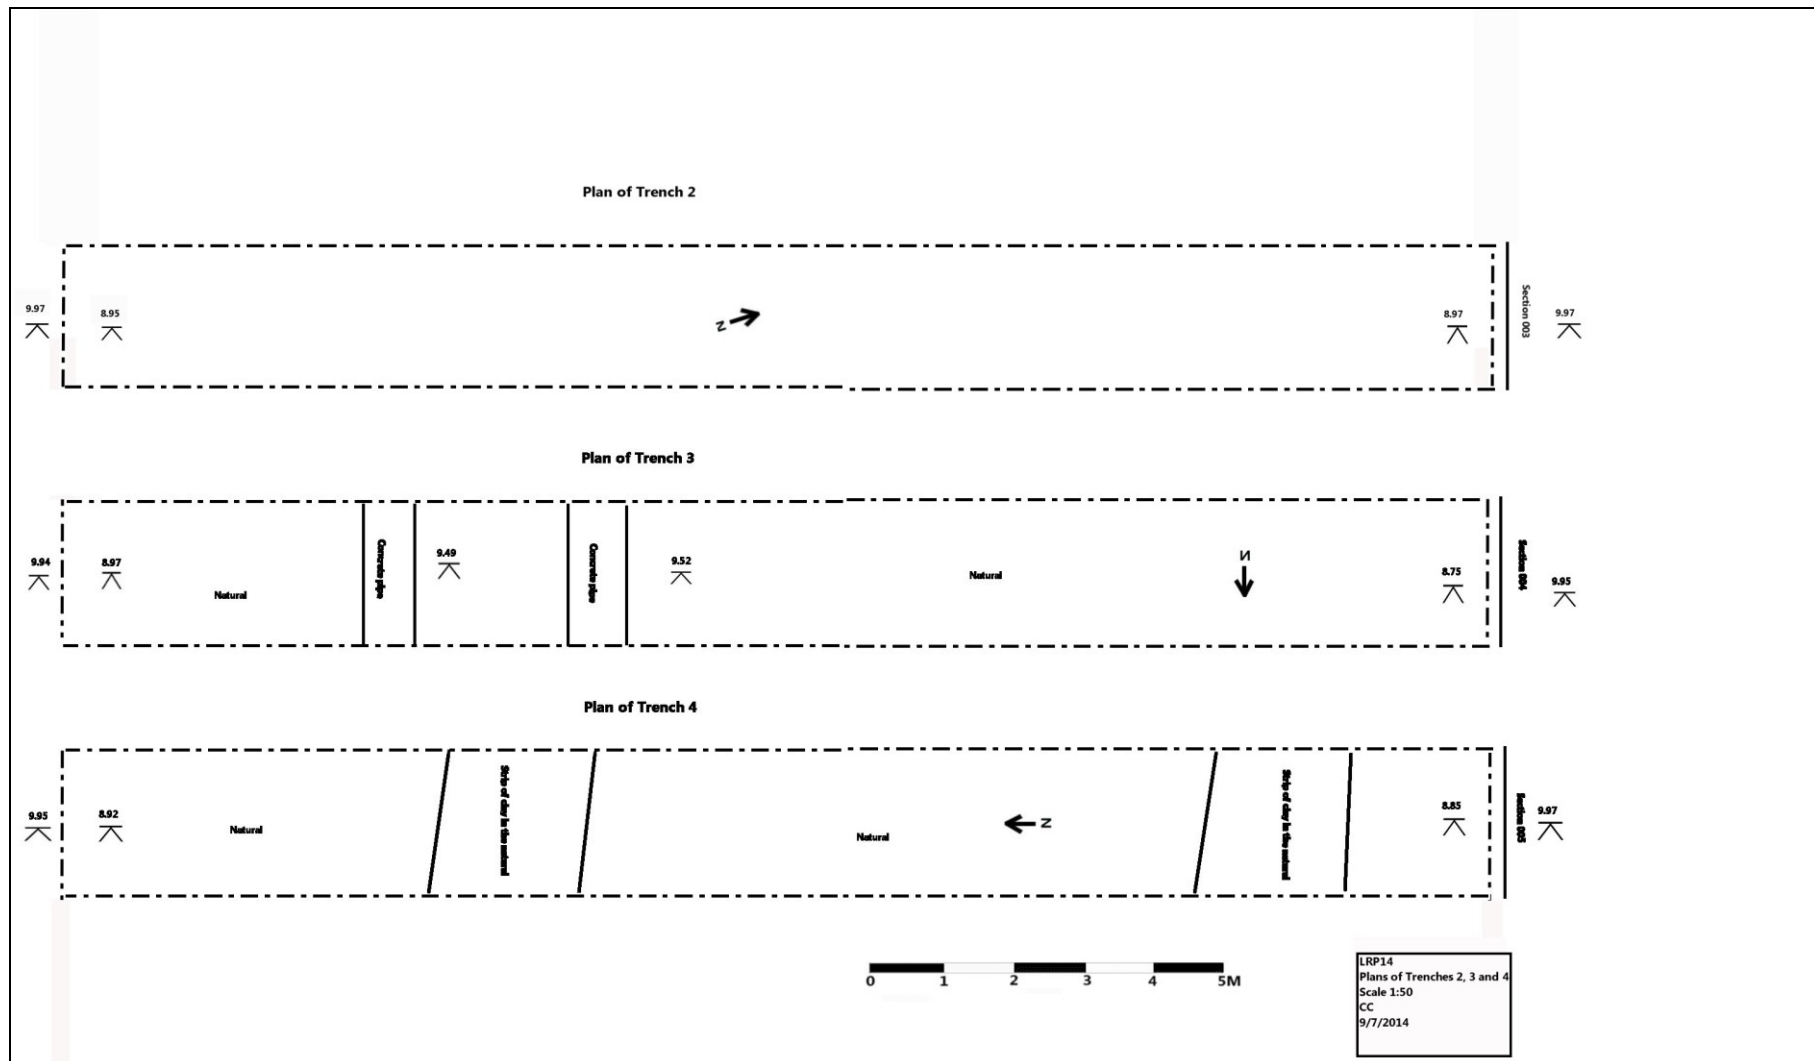 Plan of Trench 2
9.97
8.95
N
8.97
Section 003
9.97
Plan of Trench 3
9.94
8.97
Natural
Concrete pipe
9.49
Concrete pipe
9.52
Natural
N
8.75
Section 004
9.95
Plan of Trench 4
9.95
8.92
Natural
Strip of clay in the natural
Natural
N
Strip of clay in the natural
8.85
Section 005
9.97
0 1 2 3 4 5M
LRP14
Plans of Trenches 2, 3 and 4
Scale 1:50
CC
9/7/2014